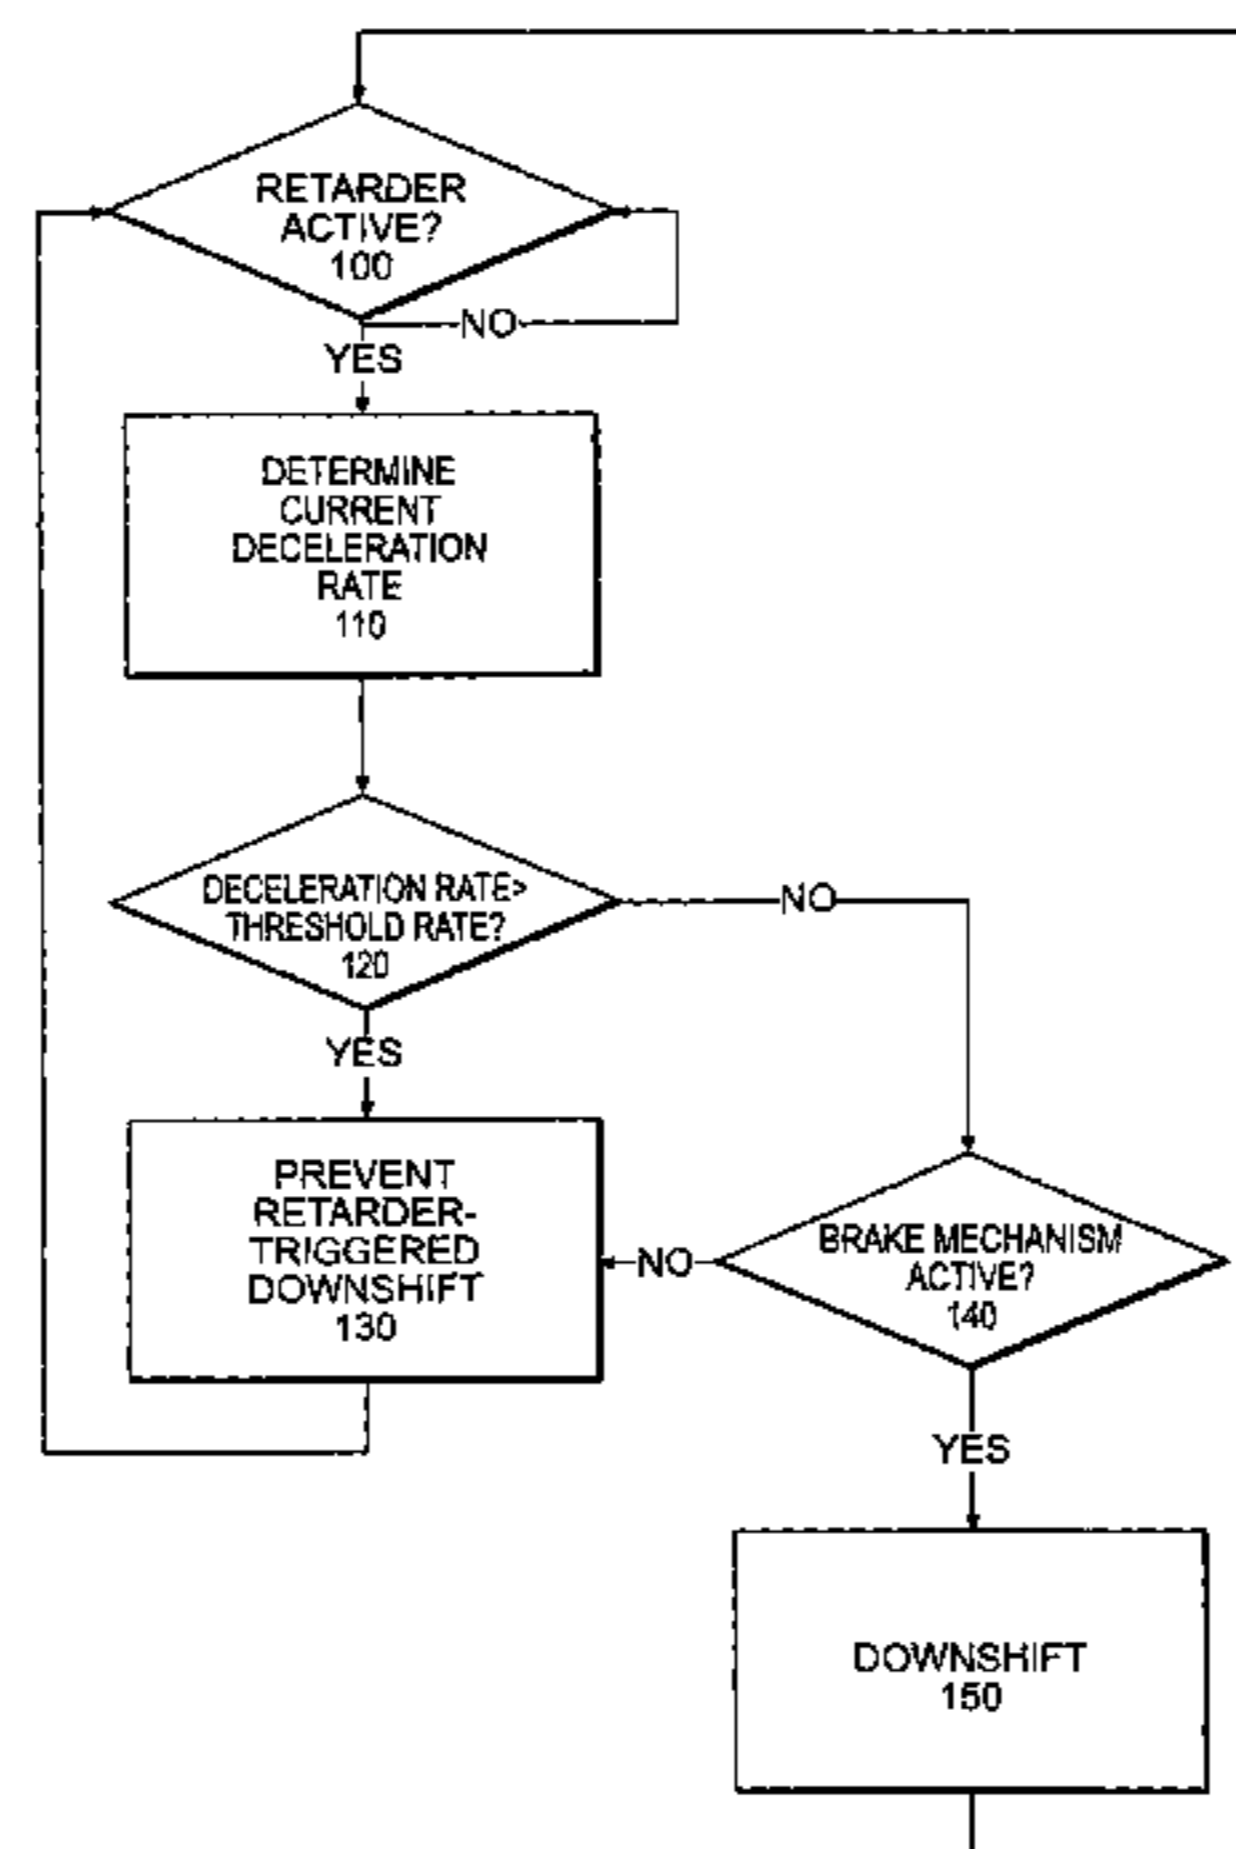 RETARDER
ACTIVE?
100
NO
YES
DETERMINE
CURRENT
DECELERATION
RATE
110
DECELERATION RATE>
THRESHOLD RATE?
120
NO
YES
PREVENT
RETARDER-
TRIGGERED
DOWNSHIFT
130
NO
BRAKE MECHANISM
ACTIVE?
140
YES
DOWNSHIFT
150